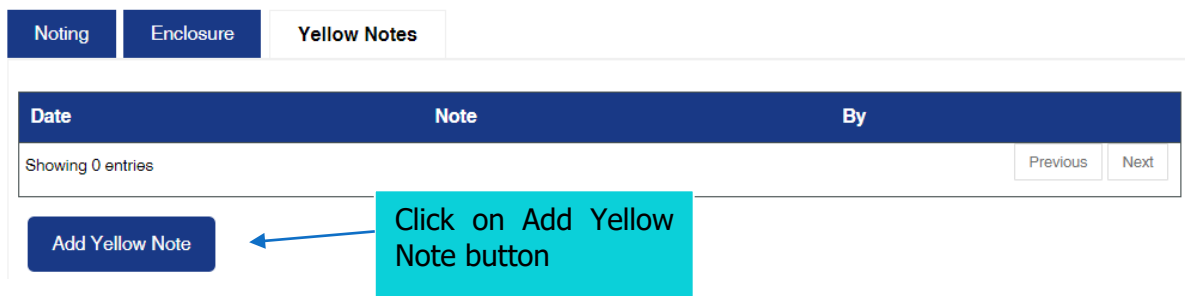 Noting Enclosure Yellow Notes
Date Note By
Showing 0 entries Previous Next
Click on Add Yellow
Note button
Add Yellow Note